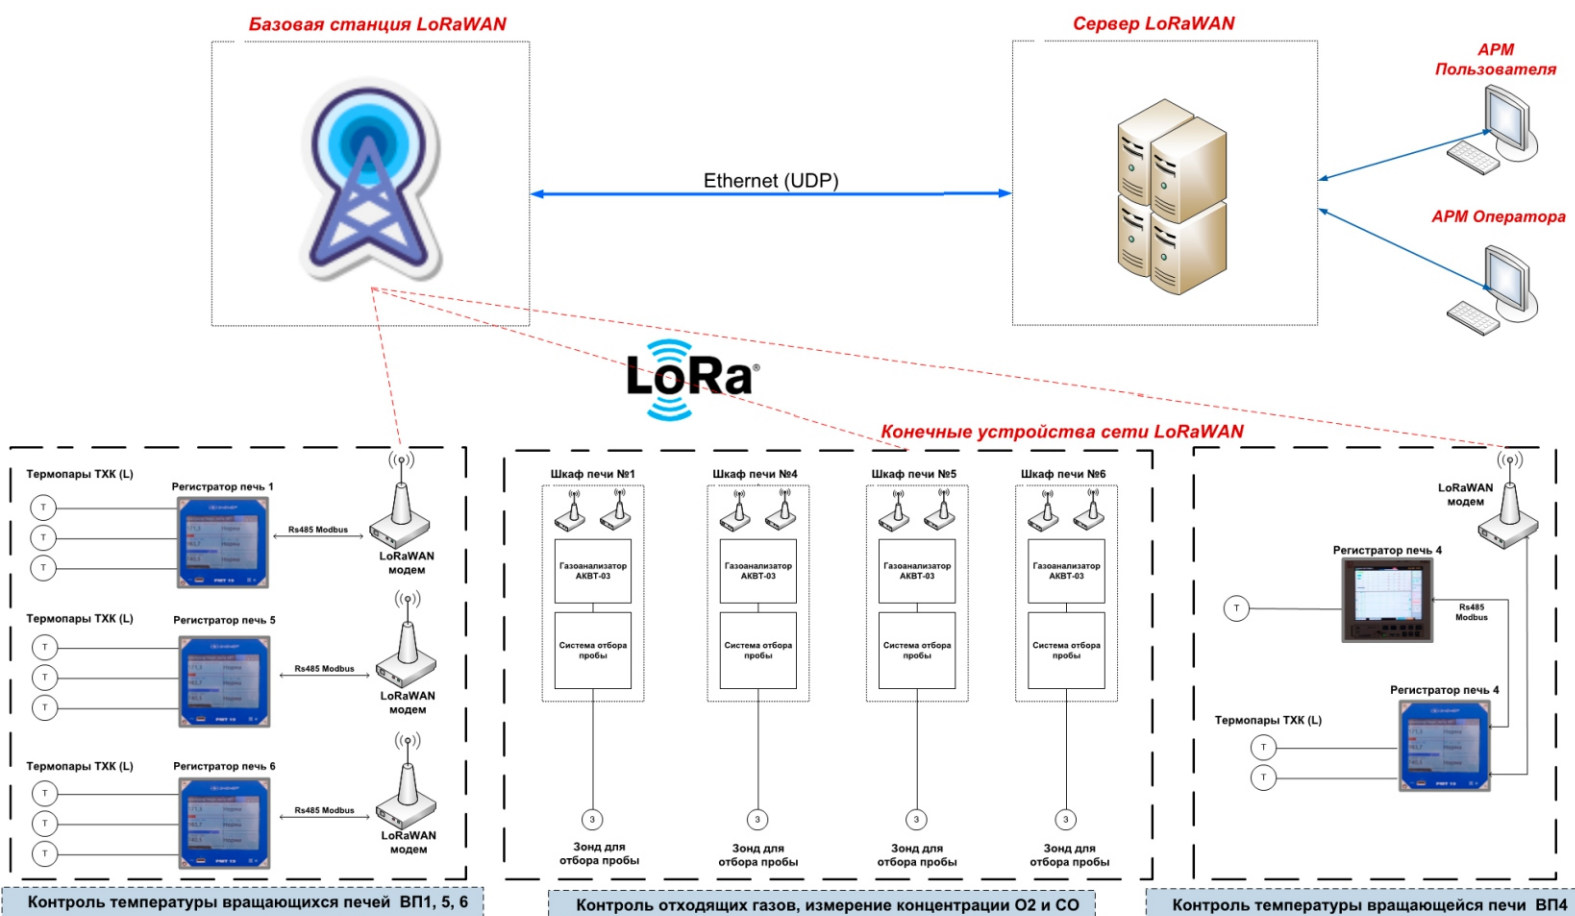 Базовая станция LoRaWAN
Сервер LoRaWAN
АРМ
Пользователя
Ethernet (UDP)
АРМ Оператора
LoRa®
Конечные устройства сети LoRaWAN
Термопары ТХК (L)
Регистратор печь 1
T
T
T
Rs485 Modbus
LoRaWAN
модем
Термопары ТХК (L)
Регистратор печь 5
T
T
T
Rs485 Modbus
LoRaWAN
модем
Термопары ТХК (L)
Регистратор печь 6
T
T
T
Rs485 Modbus
LoRaWAN
модем
Контроль температуры вращающихся печей ВП1, 5, 6
Шкаф печи №1
Газоанализатор
АКВТ-03
Система отбора
пробы
З
Зонд для
отбора пробы
Шкаф печи №4
Газоанализатор
АКВТ-03
Система отбора
пробы
З
Зонд для
отбора пробы
Шкаф печи №5
Газоанализатор
АКВТ-03
Система отбора
пробы
З
Зонд для
отбора пробы
Шкаф печи №6
Газоанализатор
АКВТ-03
Система отбора
пробы
З
Зонд для
отбора пробы
Контроль отходящих газов, измерение концентрации О2 и СО
LoRaWAN
модем
Регистратор печь 4
T
Rs485
Modbus
Регистратор печь 4
Термопары ТХК (L)
T
T
Контроль температуры вращающейся печи ВП4